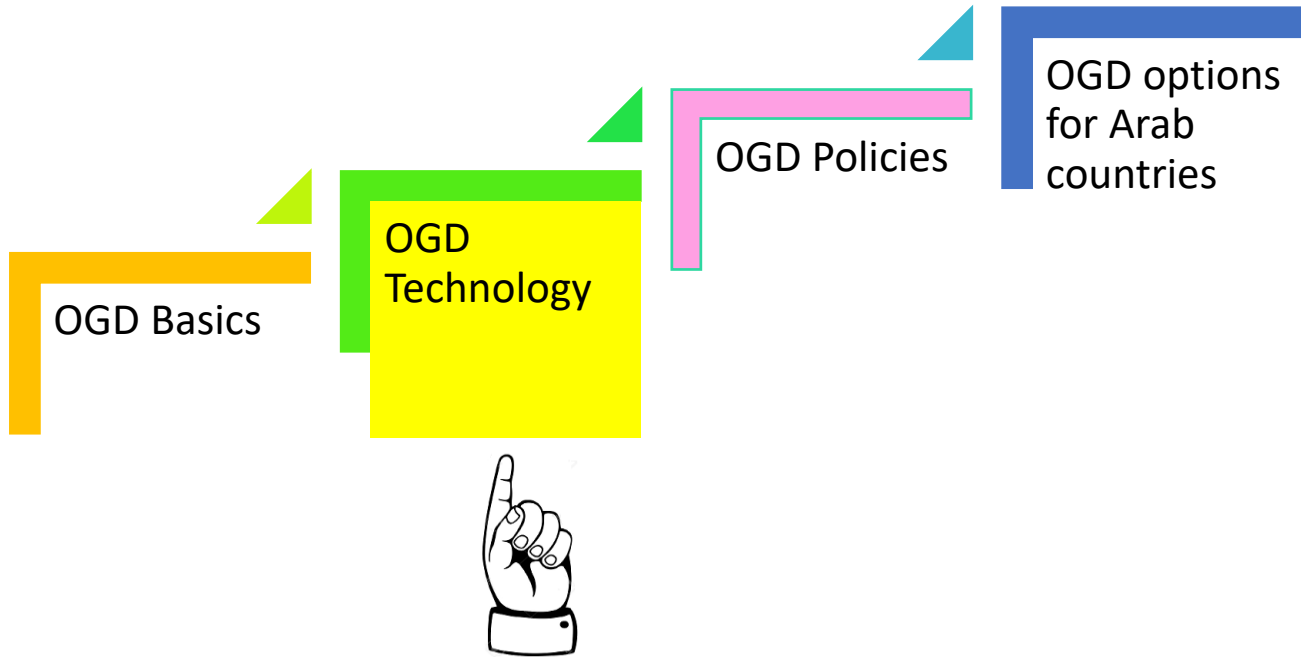 OGD Basics
OGD
Technology
OGD Policies
OGD options
for Arab
countries